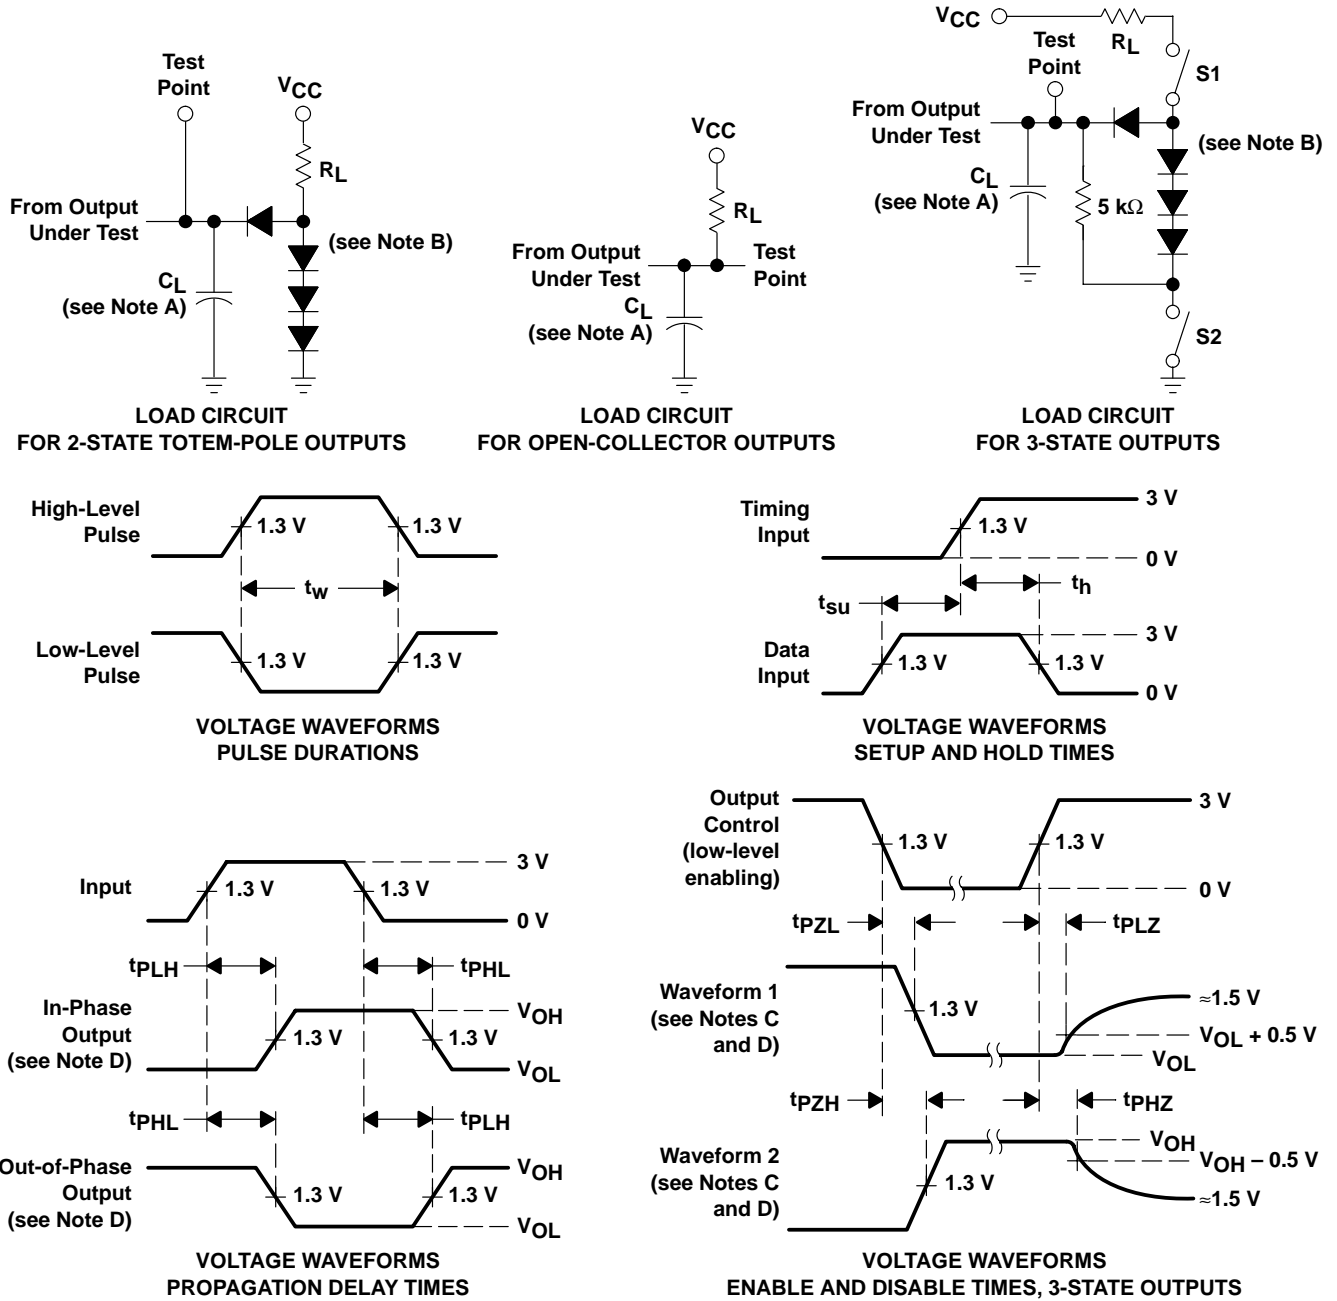 Test
Point
VCC
RL
From Output
Under Test
(see Note B)
CL
(see Note A)
LOAD CIRCUIT
FOR 2-STATE TOTEM-POLE OUTPUTS
VCC
RL
From Output
Under Test
Test
Point
CL
(see Note A)
LOAD CIRCUIT
FOR OPEN-COLLECTOR OUTPUTS
VCC
RL
Test
Point
S1
From Output
Under Test
(see Note B)
CL
(see Note A)
5 kΩ
S2
LOAD CIRCUIT
FOR 3-STATE OUTPUTS
High-Level
Pulse
1.3 V
1.3 V
tw
Low-Level
Pulse
1.3 V
1.3 V
VOLTAGE WAVEFORMS
PULSE DURATIONS
Timing
Input
1.3 V
3 V
0 V
th
tsu
Data
Input
1.3 V
1.3 V
3 V
0 V
VOLTAGE WAVEFORMS
SETUP AND HOLD TIMES
Input
1.3 V
1.3 V
3 V
0 V
tPLH
tPHL
In-Phase
Output
(see Note D)
1.3 V
1.3 V
VOH
VOL
tPHL
tPLH
Out-of-Phase
Output
(see Note D)
1.3 V
1.3 V
VOH
VOL
VOLTAGE WAVEFORMS
PROPAGATION DELAY TIMES
Output
Control
(low-level
enabling)
1.3 V
1.3 V
3 V
0 V
tPZL
tPLZ
Waveform 1
(see Notes C
and D)
1.3 V
≈1.5 V
VOL + 0.5 V
VOL
tPZH
tPHZ
Waveform 2
(see Notes C
and D)
1.3 V
VOH
VOH – 0.5 V
≈1.5 V
VOLTAGE WAVEFORMS
ENABLE AND DISABLE TIMES, 3-STATE OUTPUTS